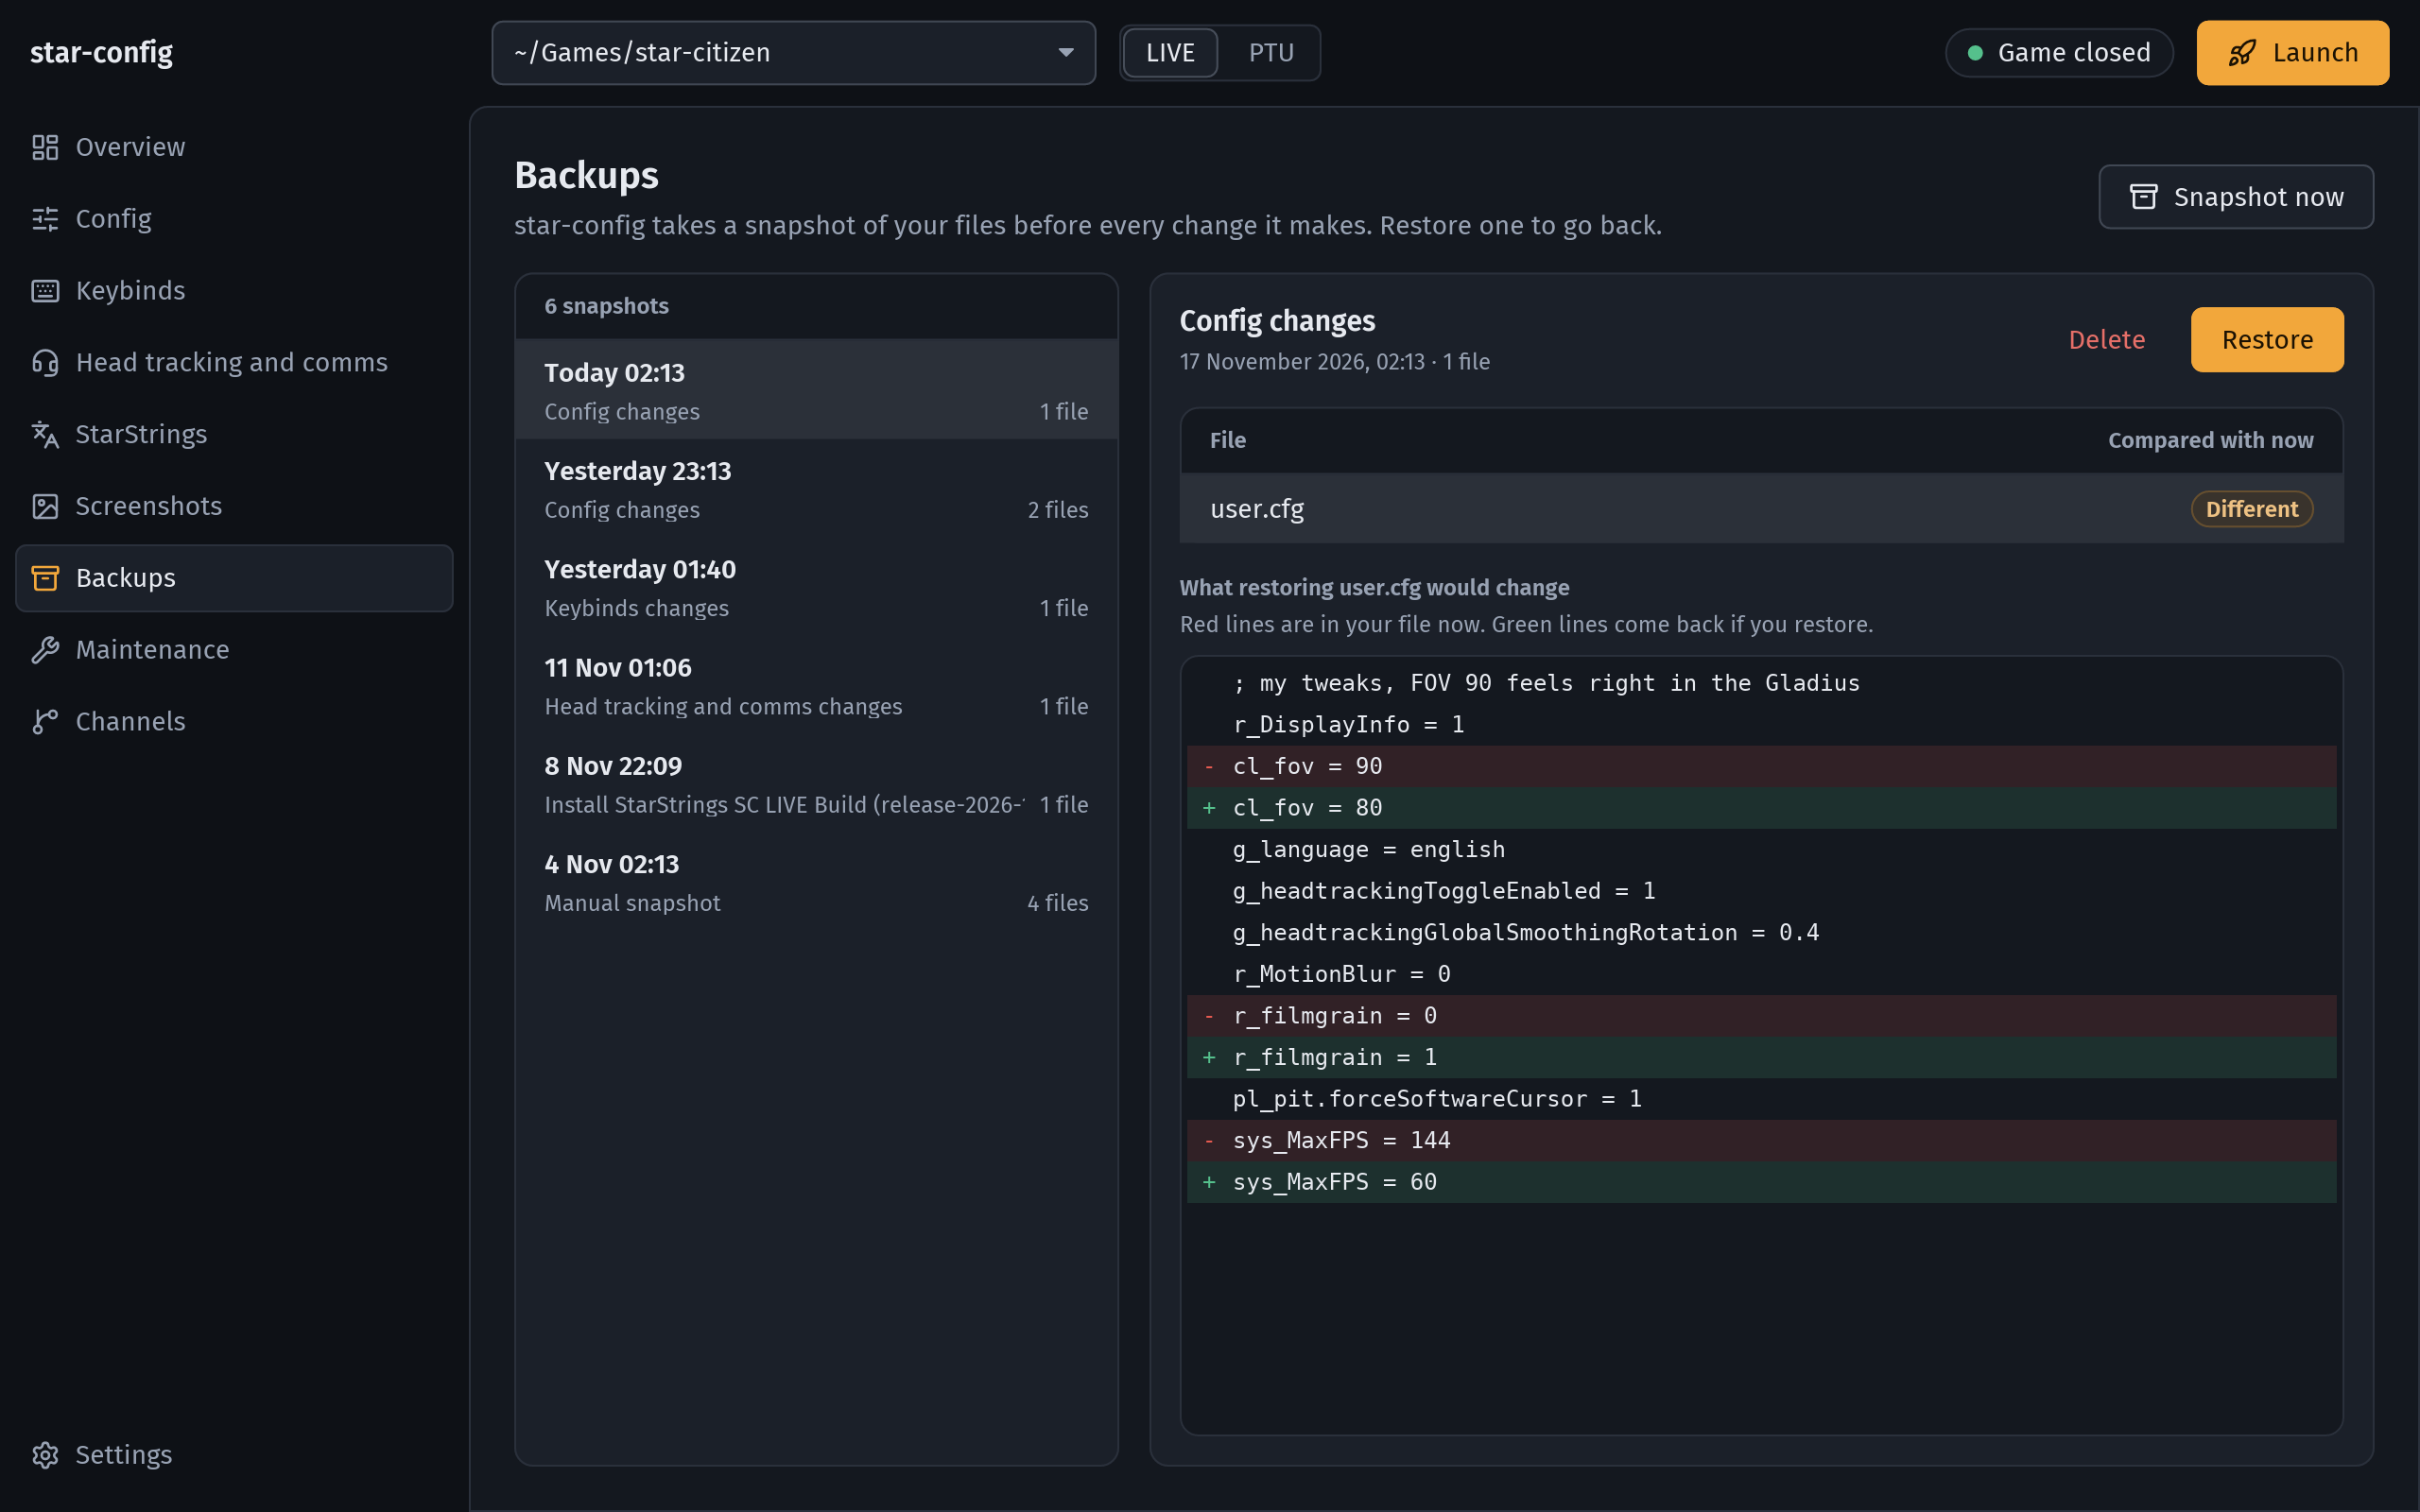 star-config
~/Games/star-citizen
LIVE
PTU
Game closed
Launch
Overview
Config
Keybinds
Head tracking and comms
StarStrings
Screenshots
Backups
Maintenance
Channels
Settings
Backups
star-config takes a snapshot of your files before every change it makes. Restore one to go back.
Snapshot now
6 snapshots
Today 02:13
Config changes 1 file
Yesterday 23:13
Config changes 2 files
Yesterday 01:40
Keybinds changes 1 file
11 Nov 01:06
Head tracking and comms changes 1 file
8 Nov 22:09
Install StarStrings SC LIVE Build (release-2026- 1 file
4 Nov 02:13
Manual snapshot 4 files
Config changes
17 November 2026, 02:13 · 1 file
Delete
Restore
File Compared with now
user.cfg Different
What restoring user.cfg would change
Red lines are in your file now. Green lines come back if you restore.
; my tweaks, FOV 90 feels right in the Gladius
r_DisplayInfo = 1
- cl_fov = 90
+ cl_fov = 80
g_language = english
g_headtrackingToggleEnabled = 1
g_headtrackingGlobalSmoothingRotation = 0.4
r_MotionBlur = 0
- r_filmgrain = 0
+ r_filmgrain = 1
pl_pit.forceSoftwareCursor = 1
- sys_MaxFPS = 144
+ sys_MaxFPS = 60